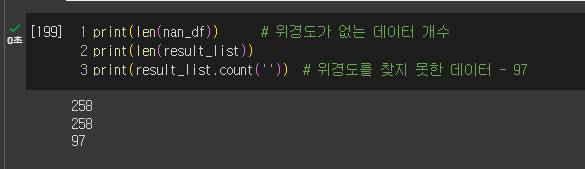 [199] 1 print(len(nan_df)) # 위경도가 없는 데이터 개수
0초 2 print(len(result_list))
3 print(result_list.count('')) # 위경도를 찾지 못한 데이터 - 97
258
258
97